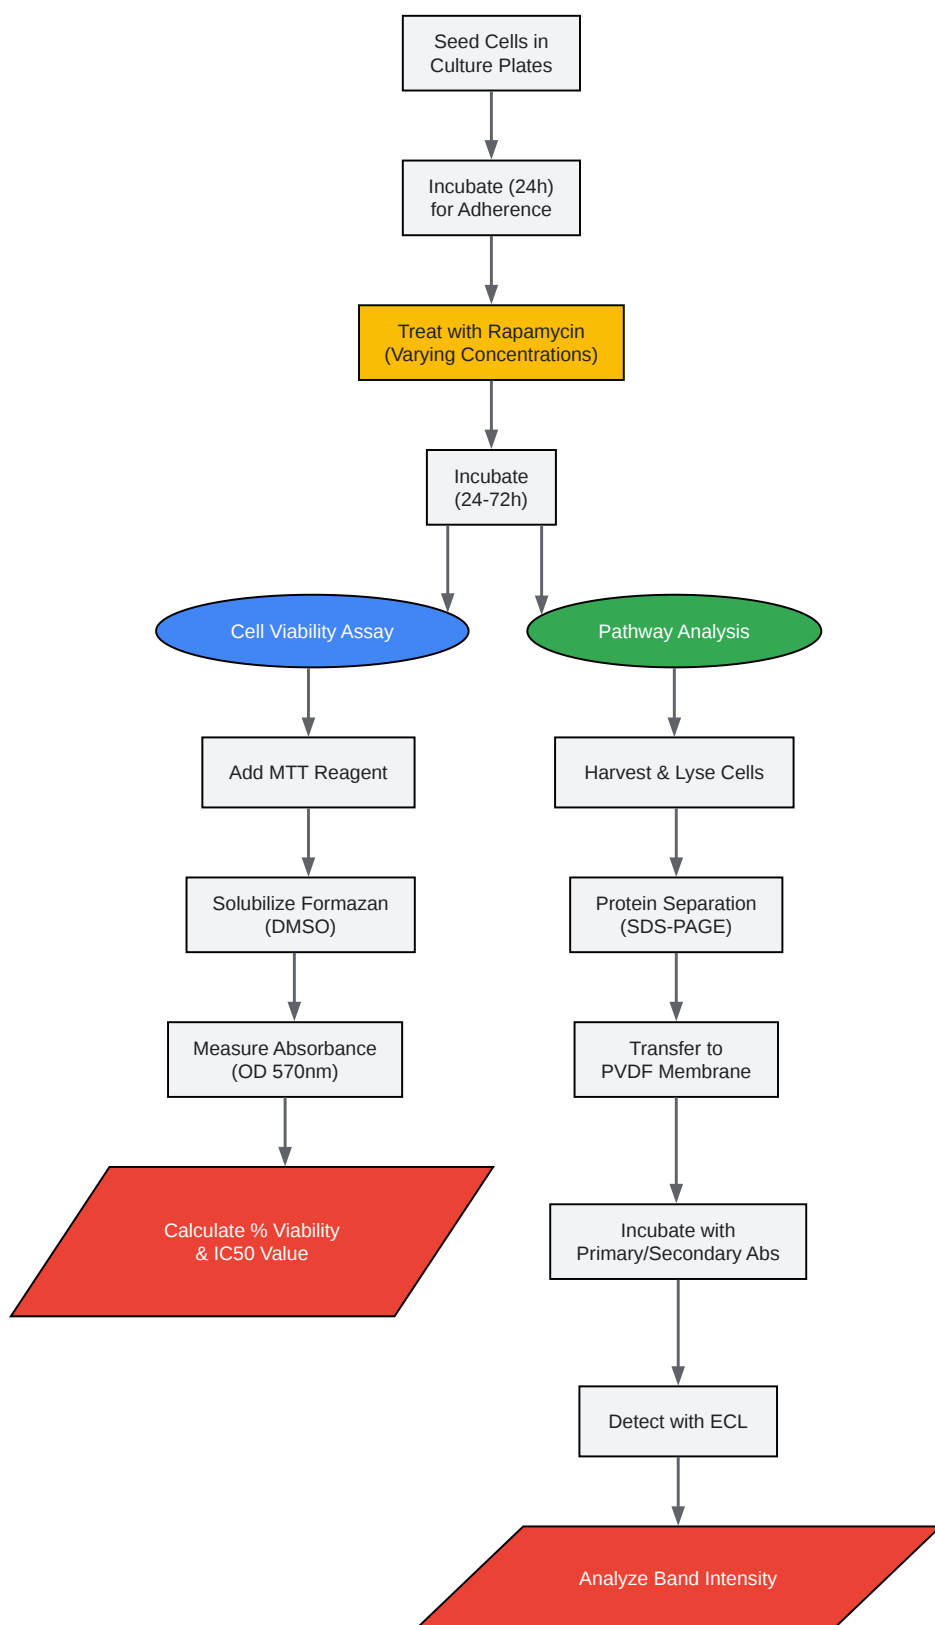 Seed Cells in
Culture Plates
Incubate (24h)
for Adherence
Treat with Rapamycin
(Varying Concentrations)
Incubate
(24-72h)
Cell Viability Assay
Pathway Analysis
Add MTT Reagent
Harvest & Lyse Cells
Solubilize Formazan
(DMSO)
Protein Separation
(SDS-PAGE)
Measure Absorbance
(OD 570nm)
Transfer to
PVDF Membrane
Calculate % Viability
& IC50 Value
Incubate with
Primary/Secondary Abs
Detect with ECL
Analyze Band Intensity